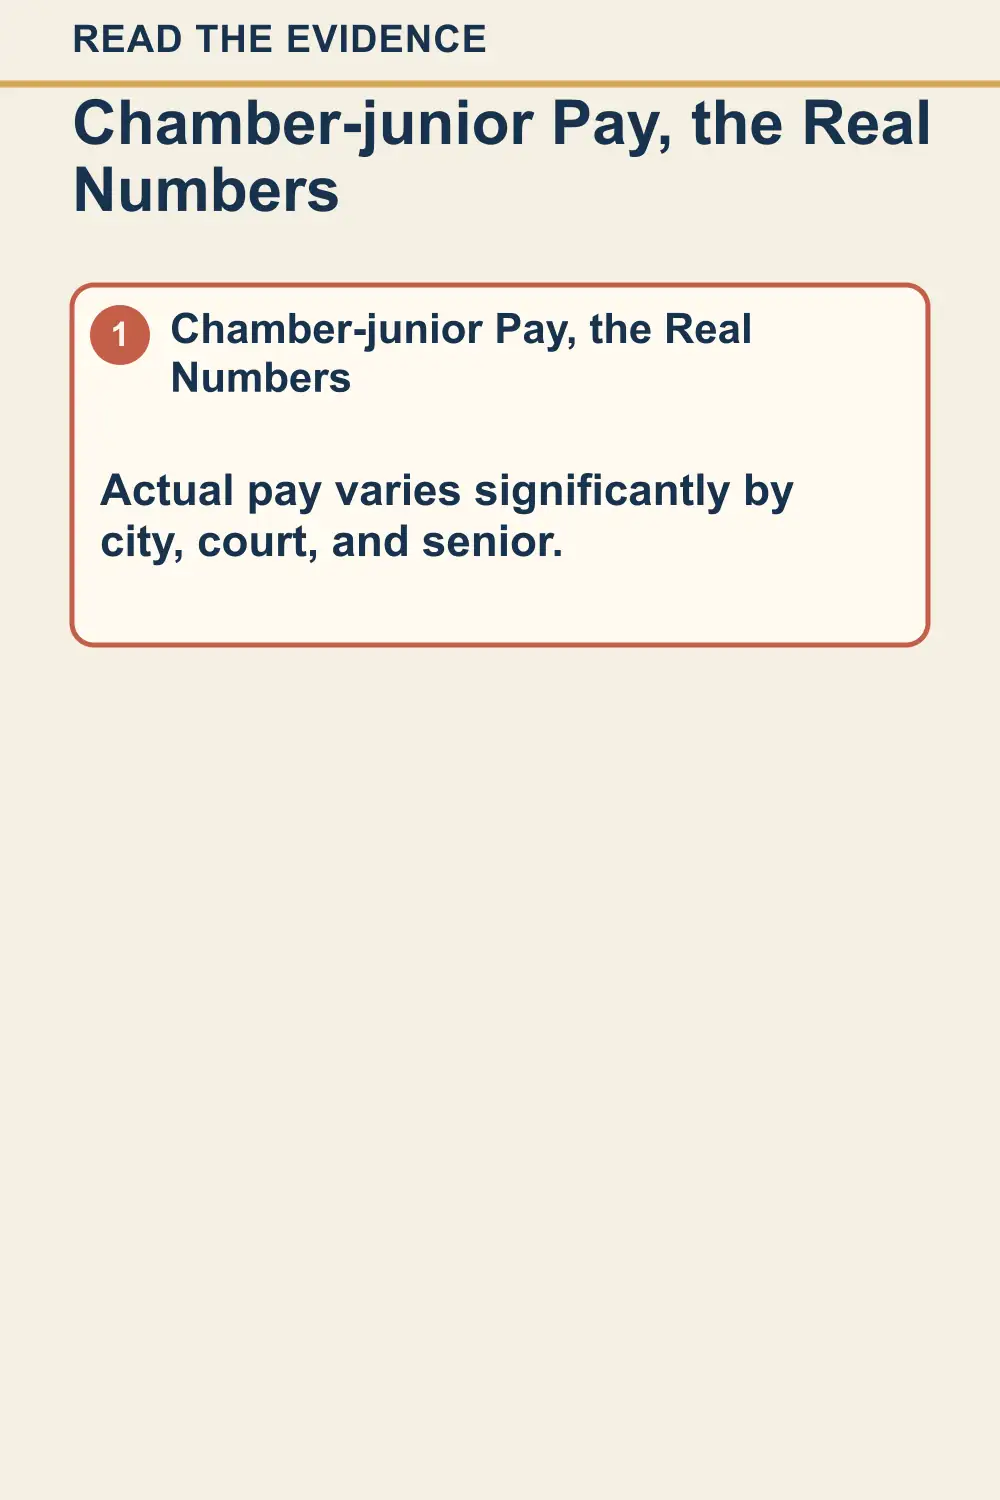 READ THE EVIDENCE
Chamber-junior Pay, the Real
Numbers
1
Chamber-junior Pay, the Real
Numbers
Actual pay varies significantly by
city, court, and senior.